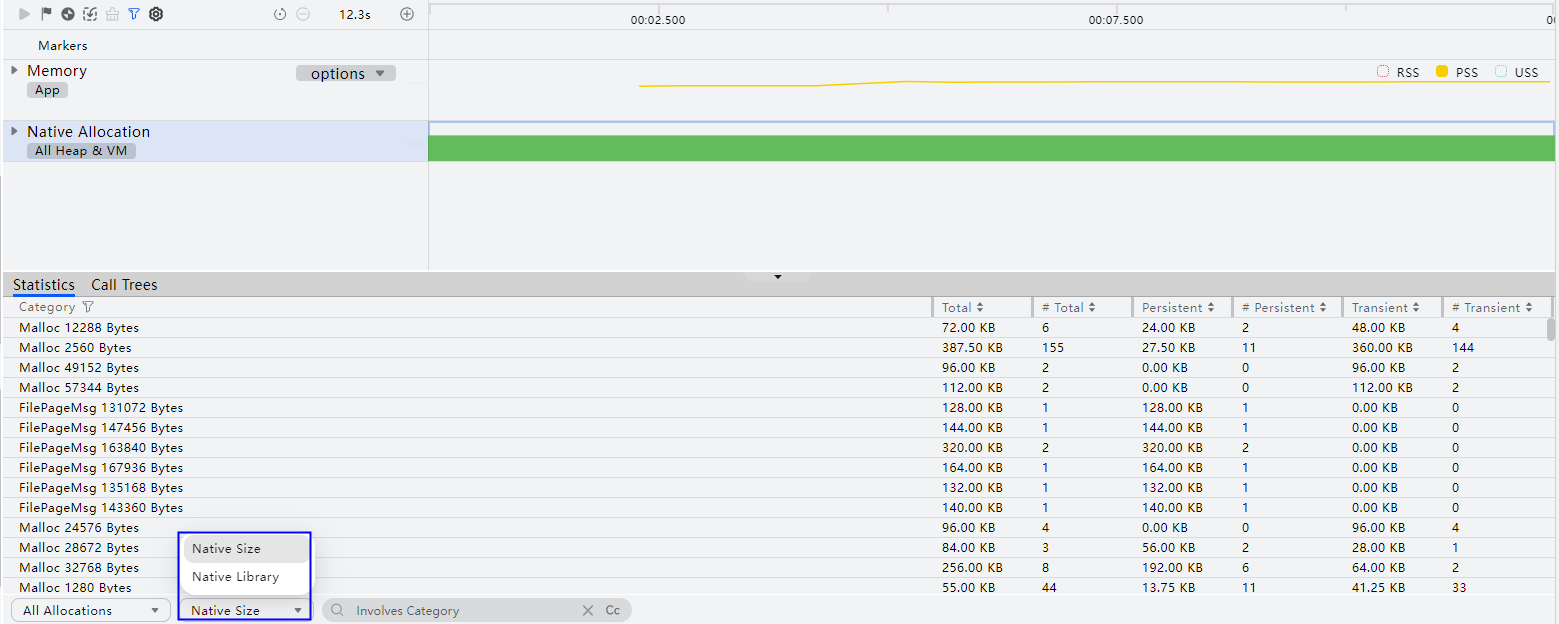 12.3s
00:02.500 00:07.500 00
Markers
Memory options
App
RSS PSS USS
Native Allocation
All Heap & VM
Statistics Call Trees
Category Total # Total Persistent # Persistent Transient # Transient
Malloc 12288 Bytes 72.00 KB 6 24.00 KB 2 48.00 KB 4
Malloc 2560 Bytes 387.50 KB 155 27.50 KB 11 360.00 KB 144
Malloc 49152 Bytes 96.00 KB 2 0.00 KB 0 96.00 KB 2
Malloc 57344 Bytes 112.00 KB 2 0.00 KB 0 112.00 KB 2
FilePageMsg 131072 Bytes 128.00 KB 1 128.00 KB 1 0.00 KB 0
FilePageMsg 147456 Bytes 144.00 KB 1 144.00 KB 1 0.00 KB 0
FilePageMsg 163840 Bytes 320.00 KB 2 320.00 KB 2 0.00 KB 0
FilePageMsg 167936 Bytes 164.00 KB 1 164.00 KB 1 0.00 KB 0
FilePageMsg 135168 Bytes 132.00 KB 1 132.00 KB 1 0.00 KB 0
FilePageMsg 143360 Bytes 140.00 KB 1 140.00 KB 1 0.00 KB 0
Malloc 24576 Bytes 96.00 KB 4 0.00 KB 0 96.00 KB 4
Malloc 28672 Bytes 84.00 KB 3 56.00 KB 2 28.00 KB 1
Malloc 32768 Bytes 256.00 KB 8 192.00 KB 6 64.00 KB 2
Malloc 1280 Bytes 55.00 KB 44 13.75 KB 11 41.25 KB 33
Native Size
Native Library
All Allocations Native Size Involves Category Cc